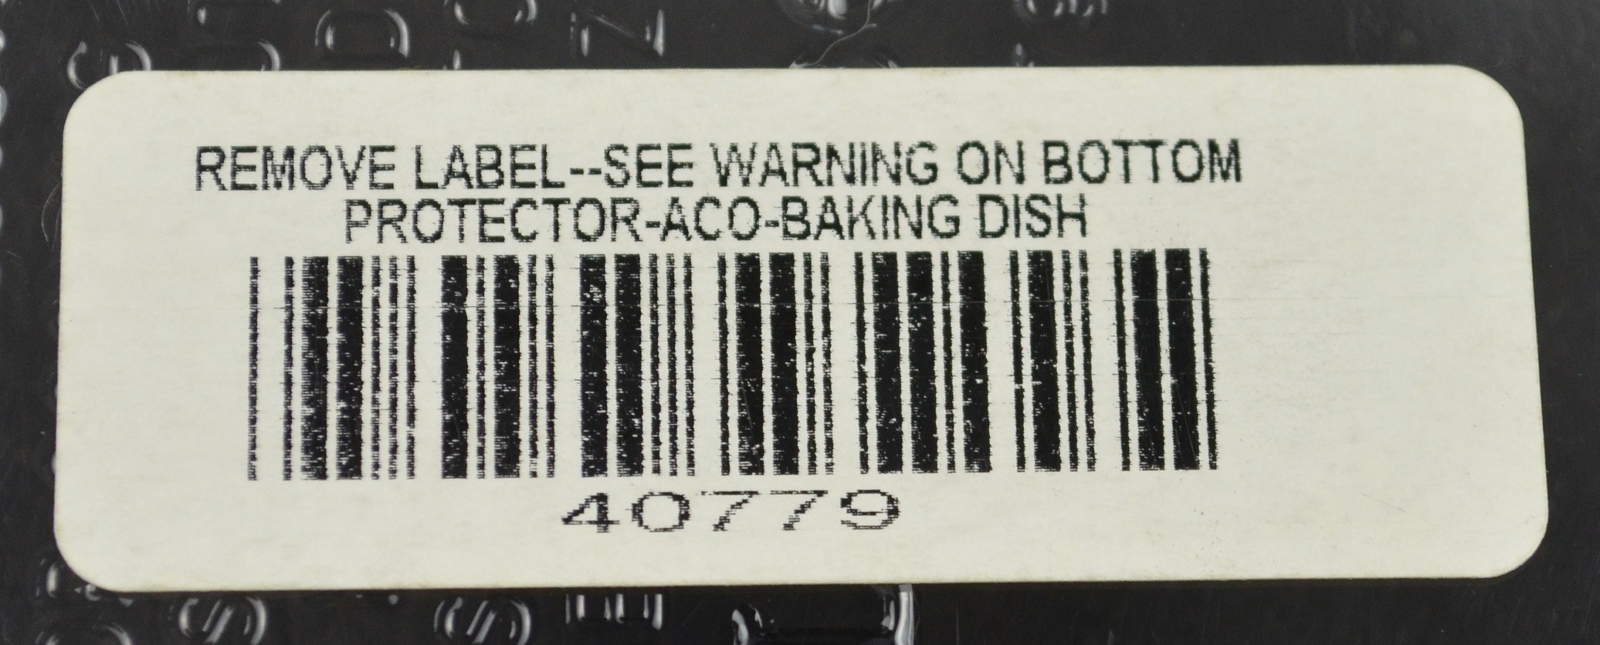 REMOVE LABEL--SEE WARNING ON BOTTOM
PROTECTOR-ACO-BAKING DISH
40779